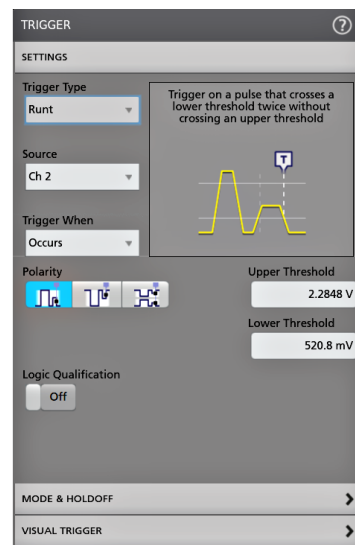 TRIGGER
?
SETTINGS
Trigger Type
Runt
Trigger on a pulse that crosses a
lower threshold twice without
crossing an upper threshold
T
Source
Ch 2
Trigger When
Occurs
Polarity
Upper Threshold
2.2848 V
Lower Threshold
520.8 mV
Logic Qualification
Off
MODE & HOLDOFF
VISUAL TRIGGER